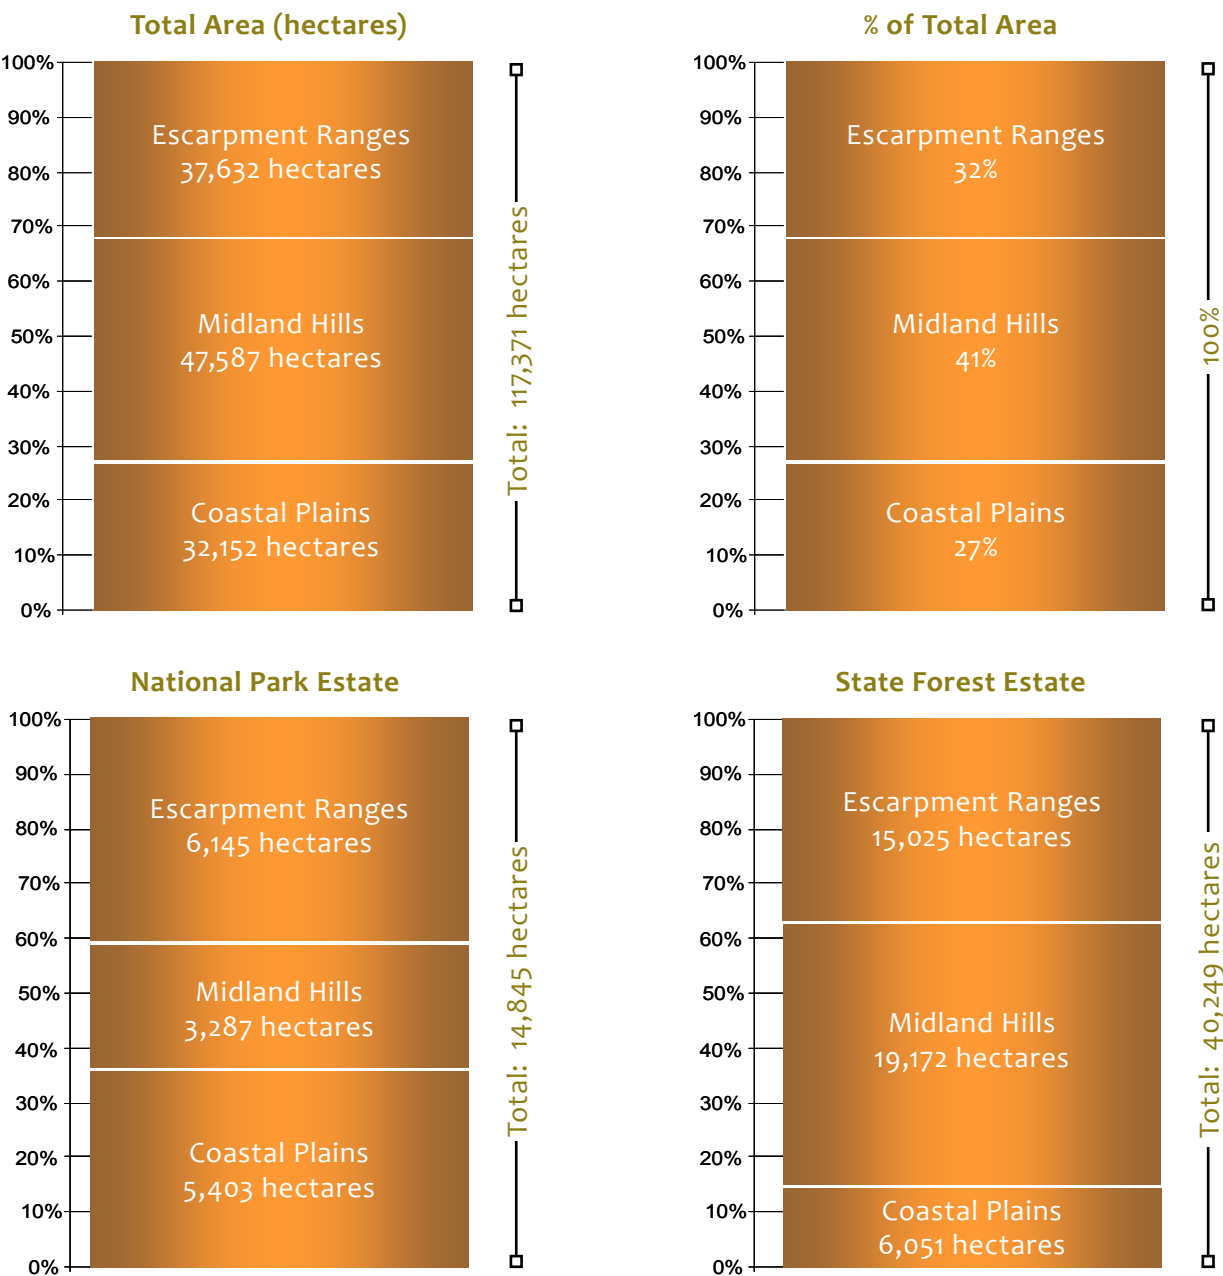 Total Area (hectares)
100%
90%
80%
70%
60%
50%
40%
30%
20%
10%
0%
Escarpment Ranges
37,632 hectares
Midland Hills
47,587 hectares
Coastal Plains
32,152 hectares
Total: 117,371 hectares
% of Total Area
100%
90%
80%
70%
60%
50%
40%
30%
20%
10%
0%
Escarpment Ranges
32%
Midland Hills
41%
Coastal Plains
27%
100%
National Park Estate
100%
90%
80%
70%
60%
50%
40%
30%
20%
10%
0%
Escarpment Ranges
6,145 hectares
Midland Hills
3,287 hectares
Coastal Plains
5,403 hectares
Total: 14,845 hectares
State Forest Estate
100%
90%
80%
70%
60%
50%
40%
30%
20%
10%
0%
Escarpment Ranges
15,025 hectares
Midland Hills
19,172 hectares
Coastal Plains
6,051 hectares
Total: 40,249 hectares